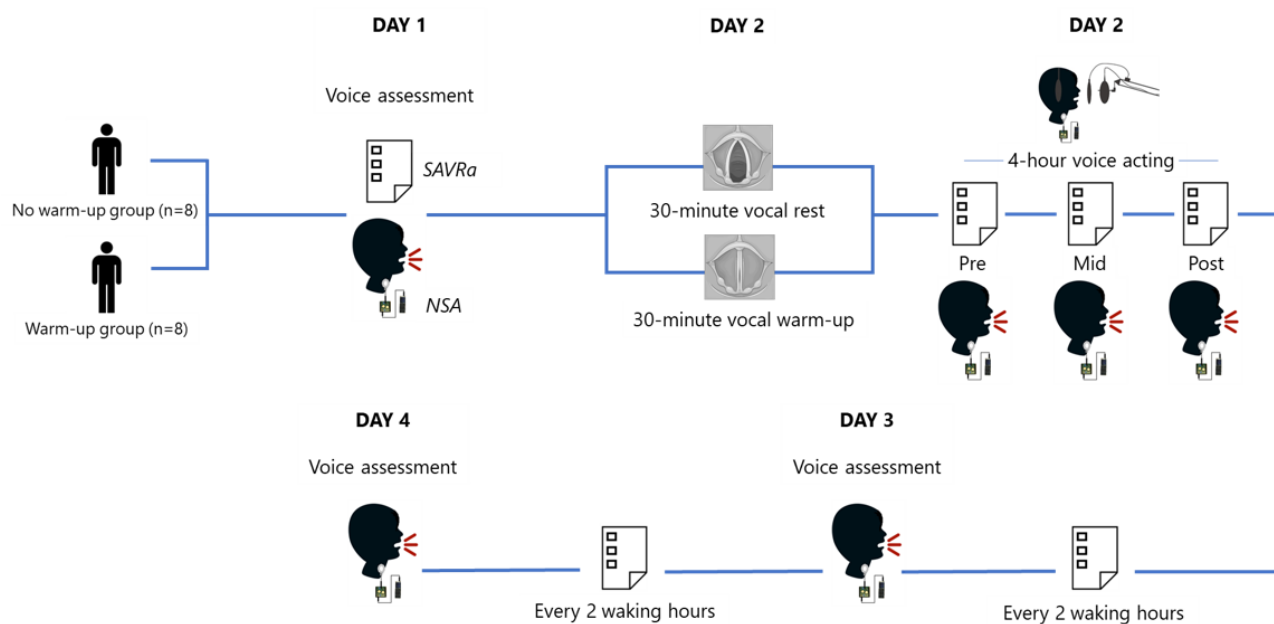 DAY 1
DAY 2
DAY 2
Voice assessment
SAVRa
4-hour voice acting
No warm-up group (n=8)
30-minute vocal rest
Pre
Mid
Post
NSA
Warm-up group (n=8)
30-minute vocal warm-up
DAY 4
DAY 3
Voice assessment
Voice assessment
Every 2 waking hours
Every 2 waking hours